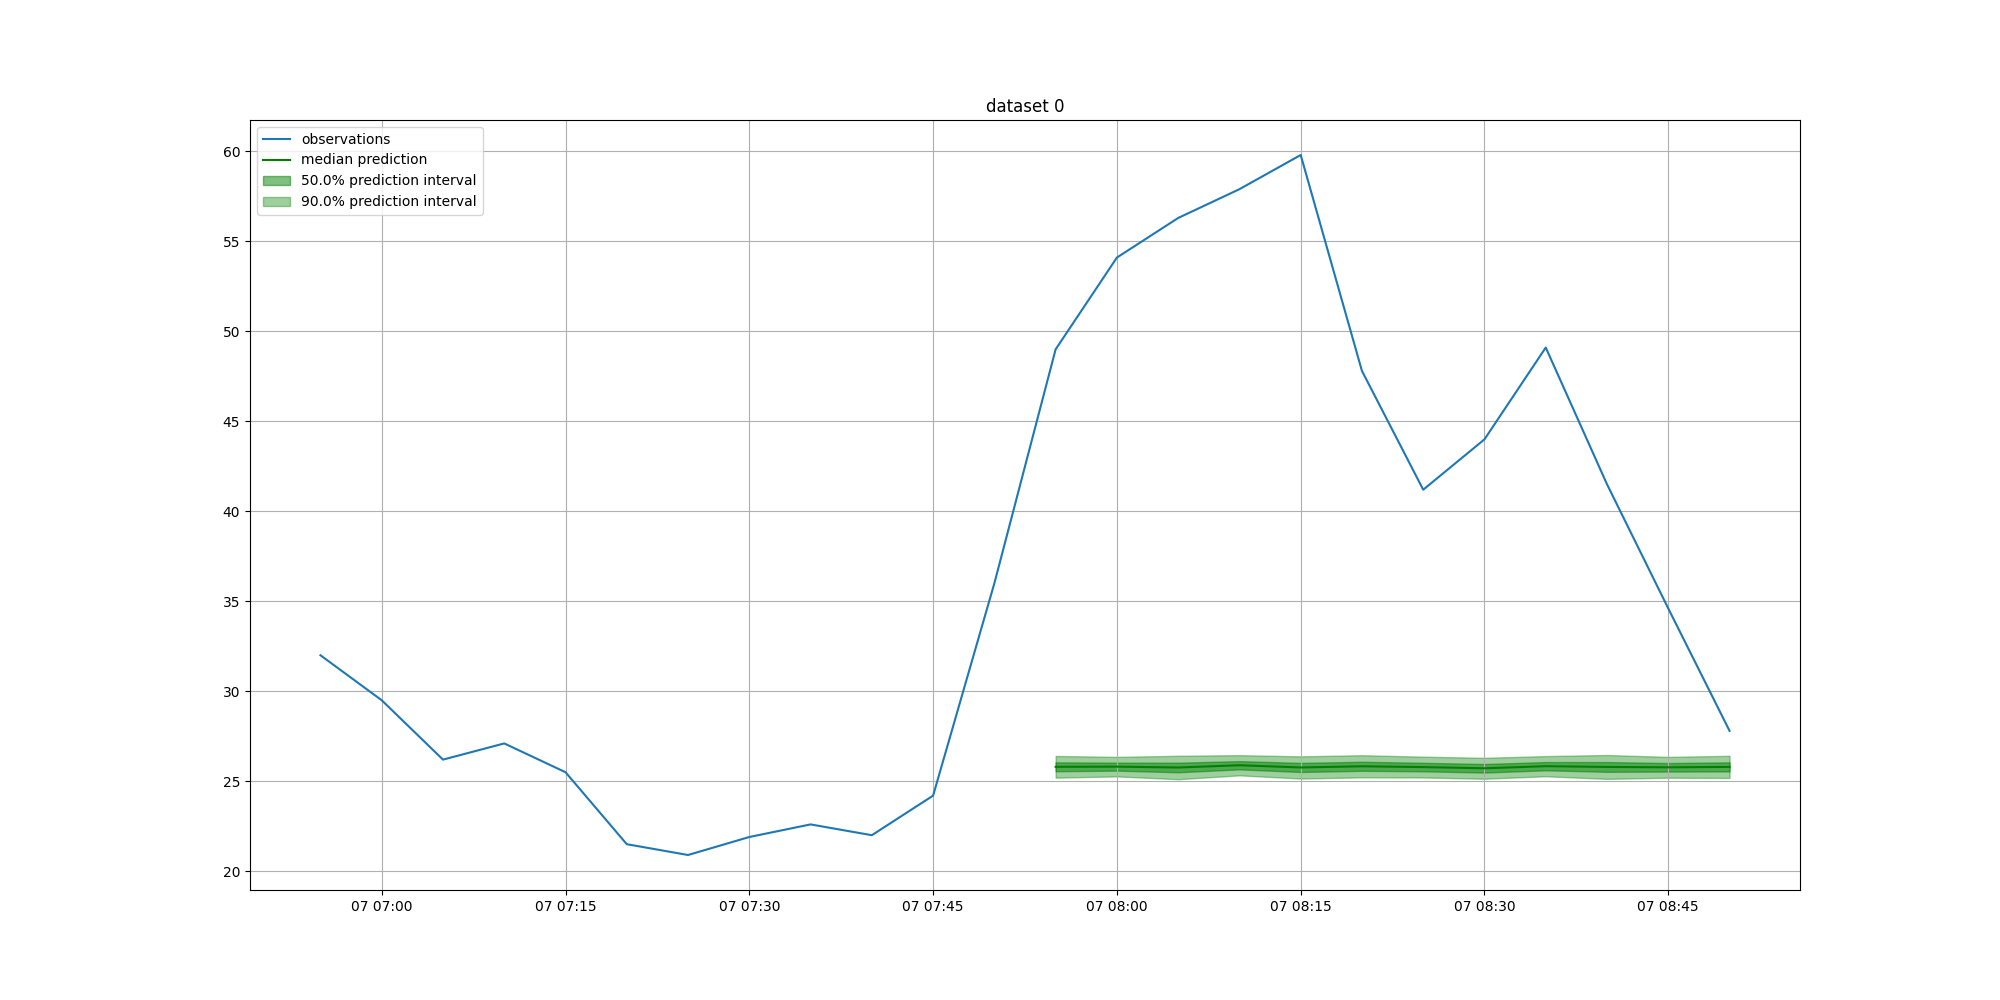 dataset 0
observations
median prediction
50.0% prediction interval
90.0% prediction interval
60
55
50
45
40
35
30
25
20
07 07:00 07 07:15 07 07:30 07 07:45 07 08:00 07 08:15 07 08:30 07 08:45